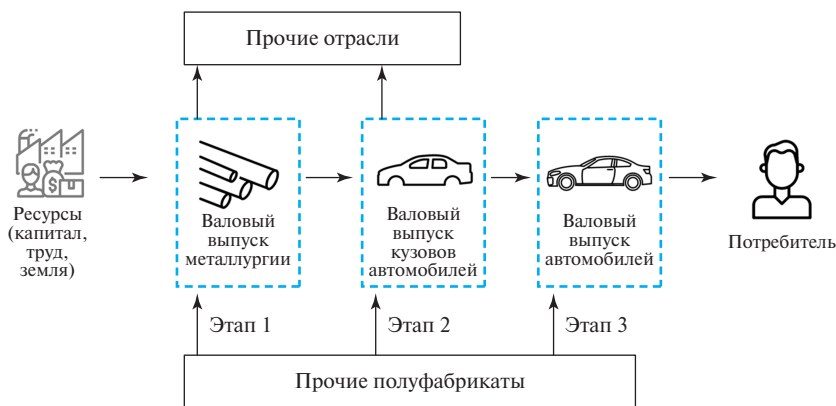 Прочие отрасли
Ресурсы
(капитал,
труд,
земля)
Валовый
выпуск
металлургии
Валовый
выпуск
кузовов
автомобилей
Валовый
выпуск
автомобилей
Потребитель
Этап 1
Этап 2
Этап 3
Прочие полуфабрикаты